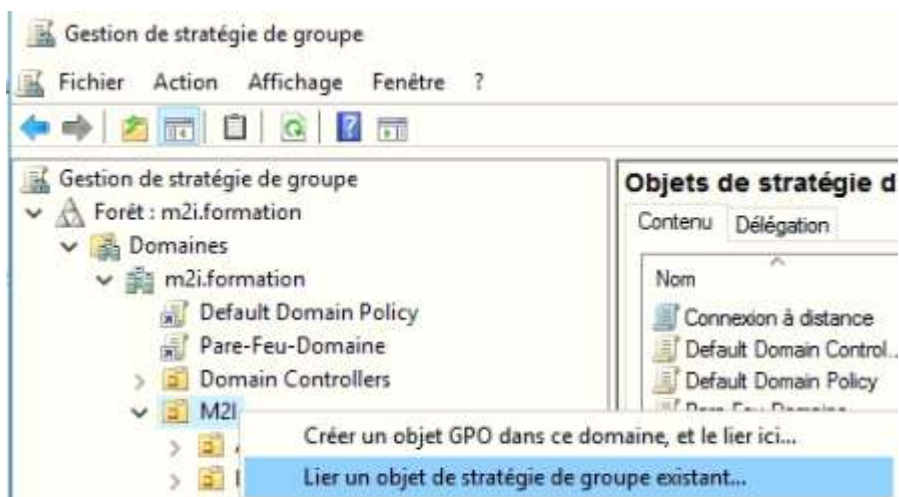 Gestion de stratégie de groupe
Fichier Action Affichage Fenêtre ?
Gestion de stratégie de groupe
Forêt : m2i.formation
Domaines
m2i.formation
Default Domain Policy
Pare-Feu-Domaine
Domain Controllers
M2I
Créer un objet GPO dans ce domaine, et le lier ici...
Lier un objet de stratégie de groupe existant...
Objets de stratégie d
Contenu Délégation
Nom
Connexion à distance
Default Domain Control...
Default Domain Policy
Pare-Feu-Domaine